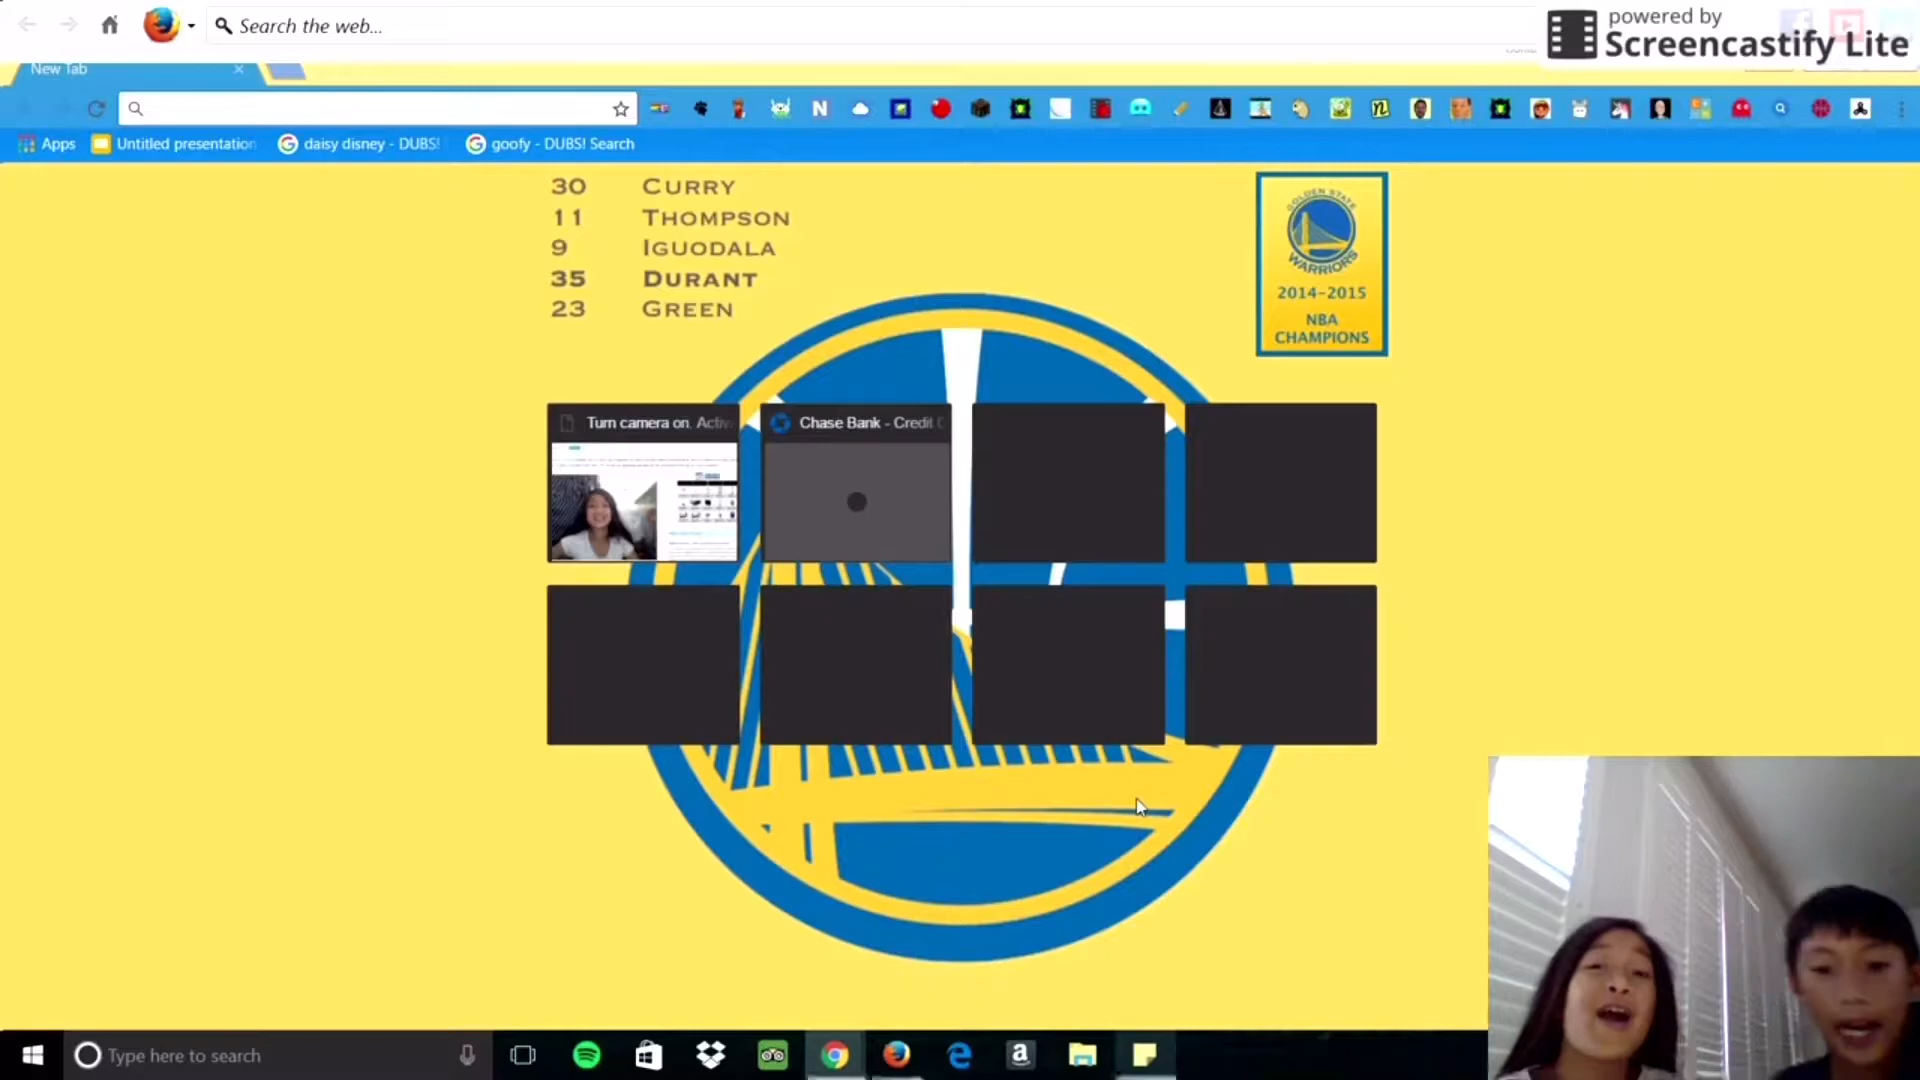 Search the web...
powered by
Screencastify Lite
New Tab
Apps
Untitled presentation
daisy disney - DUBS!
goofy - DUBS! Search
30 CURRY
11 THOMPSON
9 IGUODALA
35 DURANT
23 GREEN
GOLDEN STATE
WARRIORS
2014-2015
NBA
CHAMPIONS
Turn camera on. Activ
Chase Bank - Credit
Type here to search